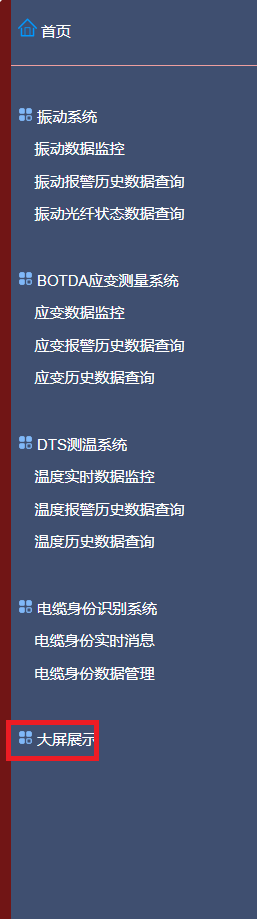 首页
振动系统
振动数据监控
振动报警历史数据查询
振动光纤状态数据查询
BOTDA应变测量系统
应变数据监控
应变报警历史数据查询
应变历史数据查询
DTS测温系统
温度实时数据监控
温度报警历史数据查询
温度历史数据查询
电缆身份识别系统
电缆身份实时消息
电缆身份数据管理
大屏展示